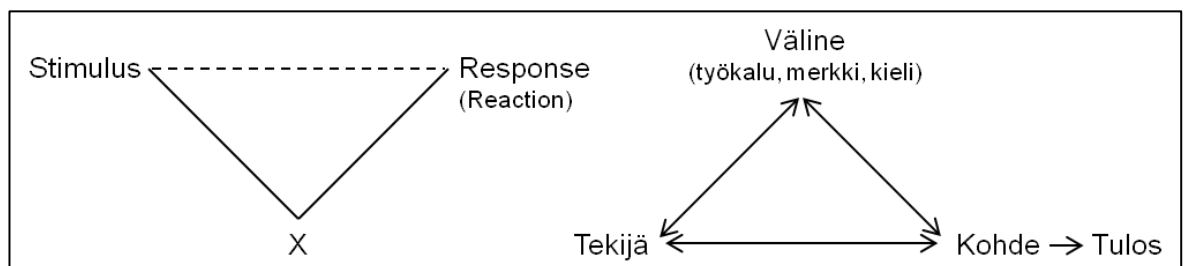 Stimulus
Response
(Reaction)
X
Väline
(työkalu, merkki, kieli)
Tekijä
Kohde → Tulos